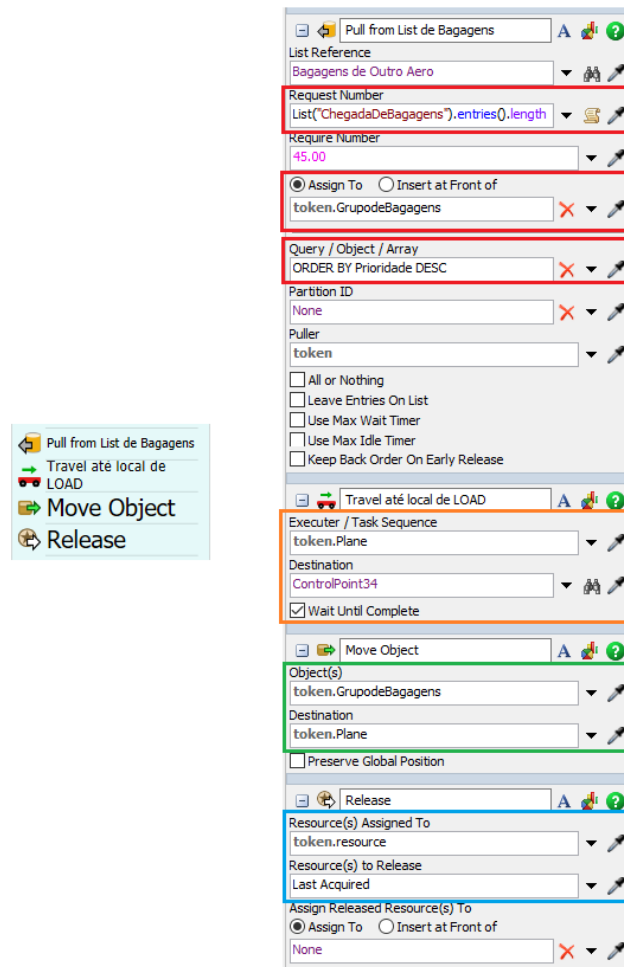 Pull from List de Bagagens
Travel até local de
LOAD
Move Object
Release
Pull from List de Bagagens
List Reference
Bagagens de Outro Aero
Request Number
List("ChegadaDeBagagens").entries().length
Require Number
45.00
Assign To Insert at Front of
token.GrupodeBagagens
Query / Object / Array
ORDER BY Prioridade DESC
Partition ID
None
Puller
token
All or Nothing
Leave Entries On List
Use Max Wait Timer
Use Max Idle Timer
Keep Back Order On Early Release
Travel até local de LOAD
Executer / Task Sequence
token.Plane
Destination
ControlPoint34
Wait Until Complete
Move Object
Object(s)
token.GrupodeBagagens
Destination
token.Plane
Preserve Global Position
Release
Resource(s) Assigned To
token.resource
Resource(s) to Release
Last Acquired
Assign Released Resource(s) To
Assign To Insert at Front of
None